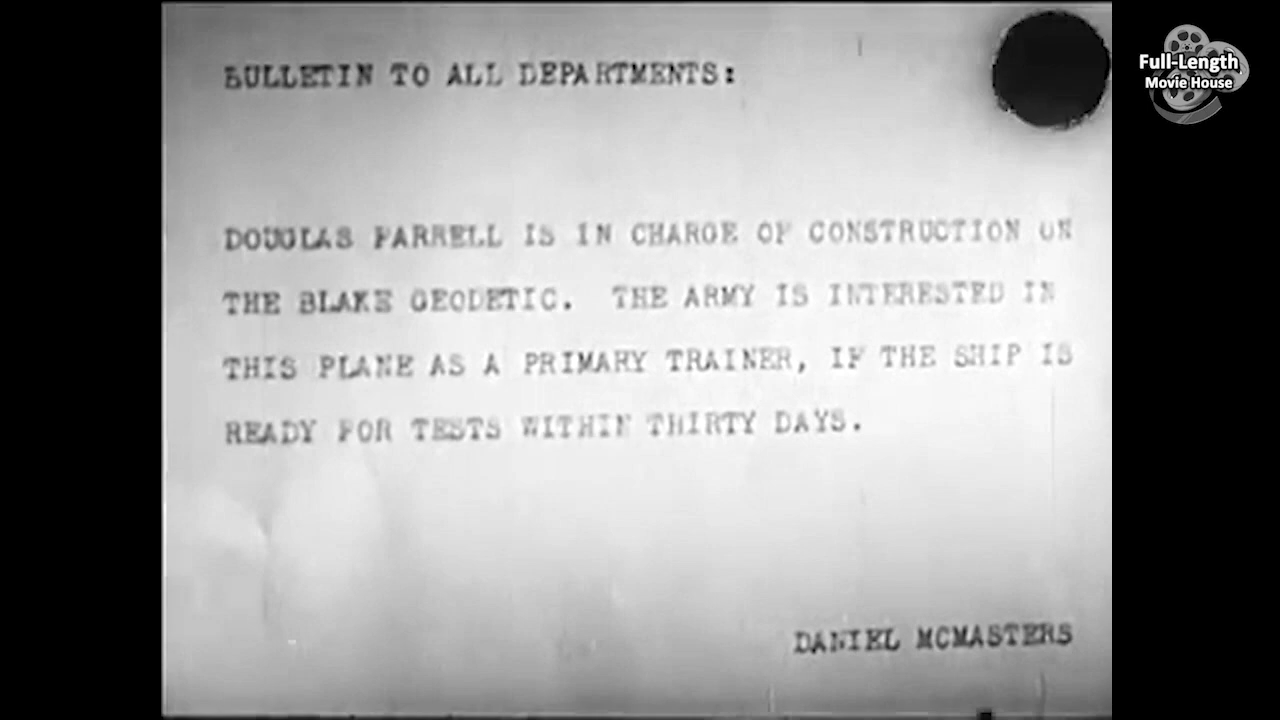 BULLETIN TO ALL DEPARTMENTS:
DOUGLAS FARRELL IS IN CHARGE OF CONSTRUCTION ON
THE BLAKE GEODETIC. THE ARMY IS INTERESTED IN
THIS PLANE AS A PRIMARY TRAINER, IF THE SHIP IS
READY FOR TESTS WITHIN THIRTY DAYS.
DANIEL MCMASTERS
Full-Length
Movie House